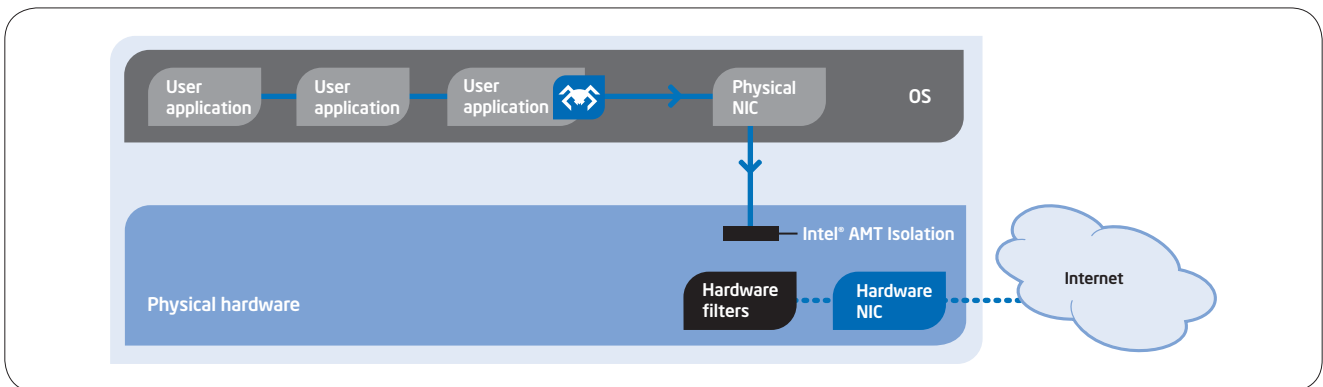 User
application
User
application
User
application
Physical
NIC
OS
Intel® AMT Isolation
Hardware
filters
Hardware
NIC
Internet
Physical hardware